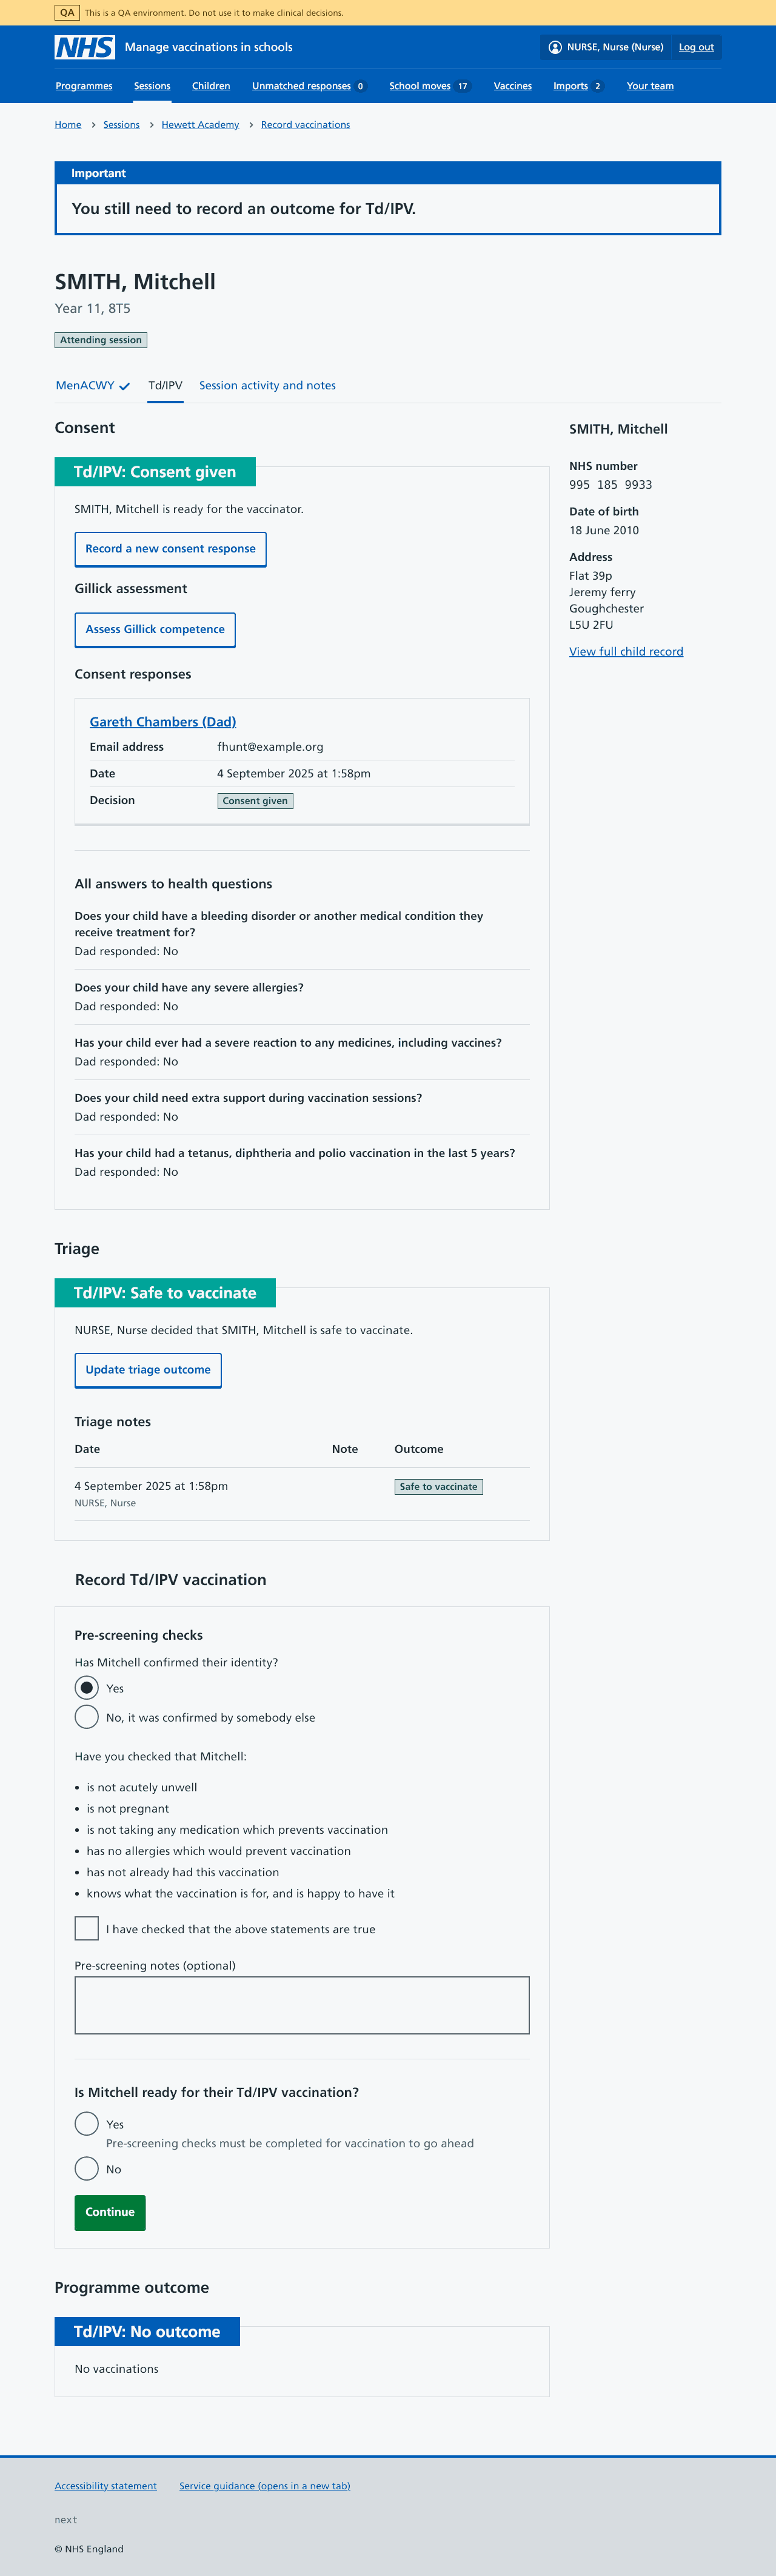 QA This is a QA environment. Do not use it to make clinical decisions.
NHS Manage vaccinations in schools
NURSE, Nurse (Nurse) Log out
Programmes Sessions Children Unmatched responses 0 School moves 17 Vaccines Imports 2 Your team
Home > Sessions > Hewett Academy > Record vaccinations
Important
You still need to record an outcome for Td/IPV.
SMITH, Mitchell
Year 11, 8T5
Attending session
MenACWY Td/IPV Session activity and notes
Consent
Td/IPV: Consent given
SMITH, Mitchell is ready for the vaccinator.
Record a new consent response
Gillick assessment
Assess Gillick competence
Consent responses
Gareth Chambers (Dad)
Email address fhunt@example.org
Date 4 September 2025 at 1:58pm
Decision Consent given
All answers to health questions
Does your child have a bleeding disorder or another medical condition they
receive treatment for?
Dad responded: No
Does your child have any severe allergies?
Dad responded: No
Has your child ever had a severe reaction to any medicines, including vaccines?
Dad responded: No
Does your child need extra support during vaccination sessions?
Dad responded: No
Has your child had a tetanus, diphtheria and polio vaccination in the last 5 years?
Dad responded: No
Triage
Td/IPV: Safe to vaccinate
NURSE, Nurse decided that SMITH, Mitchell is safe to vaccinate.
Update triage outcome
Triage notes
Date Note Outcome
4 September 2025 at 1:58pm Safe to vaccinate
NURSE, Nurse
Record Td/IPV vaccination
Pre-screening checks
Has Mitchell confirmed their identity?
Yes
No, it was confirmed by somebody else
Have you checked that Mitchell:
• is not acutely unwell
• is not pregnant
• is not taking any medication which prevents vaccination
• has no allergies which would prevent vaccination
• has not already had this vaccination
• knows what the vaccination is for, and is happy to have it
I have checked that the above statements are true
Pre-screening notes (optional)
Is Mitchell ready for their Td/IPV vaccination?
Yes
Pre-screening checks must be completed for vaccination to go ahead
No
Continue
Programme outcome
Td/IPV: No outcome
No vaccinations
SMITH, Mitchell
NHS number
995 185 9933
Date of birth
18 June 2010
Address
Flat 39p
Jeremy ferry
Goughchester
L5U 2FU
View full child record
Accessibility statement Service guidance (opens in a new tab)
next
© NHS England